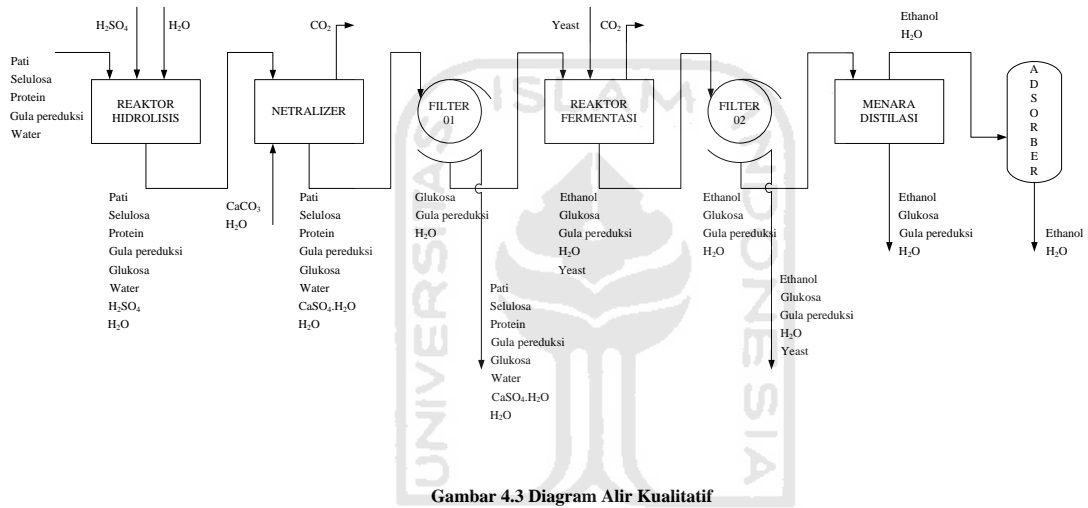 H₂SO₄
H₂O
Pati
Selulosa
Protein
Gula pereduksi
Water
REAKTOR
HIDROLISIS
Pati
Selulosa
Protein
Gula pereduksi
Glukosa
Water
H₂SO₄
H₂O
CO₂
NETRALIZER
CaCO₃
H₂O
Pati
Selulosa
Protein
Gula pereduksi
Glukosa
Water
CaSO₄.H₂O
H₂O
FILTER
01
Glukosa
Gula pereduksi
H₂O
Pati
Selulosa
Protein
Gula pereduksi
Glukosa
Water
CaSO₄.H₂O
H₂O
Yeast
CO₂
REAKTOR
FERMENTASI
Ethanol
Glukosa
Gula pereduksi
H₂O
Yeast
FILTER
02
Ethanol
Glukosa
Gula pereduksi
H₂O
Ethanol
Glukosa
Gula pereduksi
H₂O
Yeast
Ethanol
H₂O
MENARA
DISTILASI
Ethanol
Glukosa
Gula pereduksi
H₂O
ADSORBER
Ethanol
H₂O
UNIVERSITAS
ISLAM
INDONESIA
Gambar 4.3 Diagram Alir Kualitatif